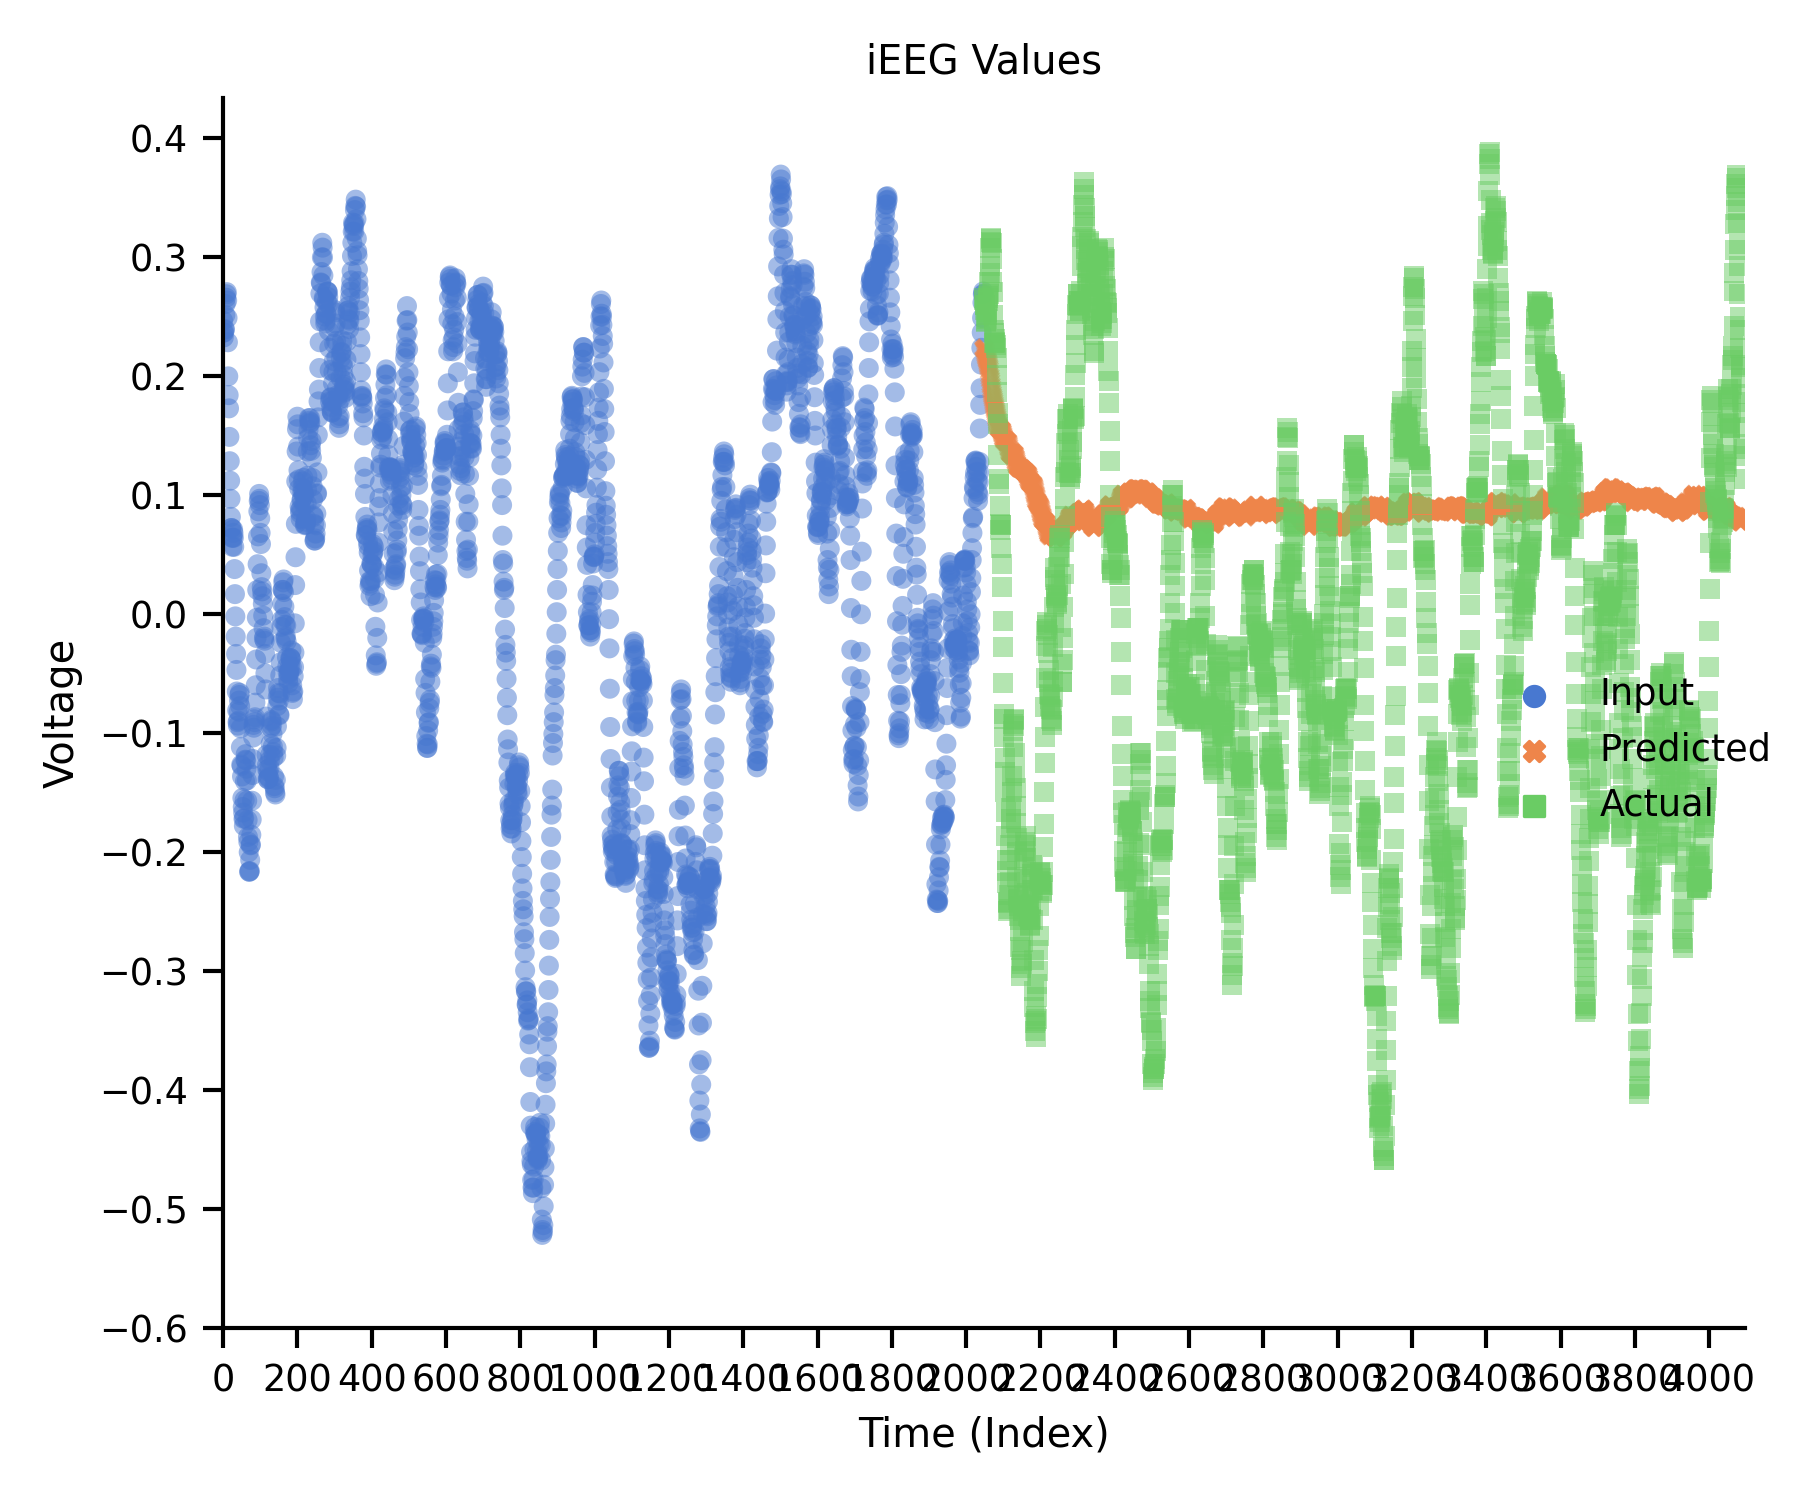 iEEG Values
0.4
0.3
0.2
0.1
0.0
−0.1
−0.2
−0.3
−0.4
−0.5
−0.6
Voltage
Input
Predicted
Actual
0 200 400 600 800 1000 1200 1400 1600 1800 2000 2200 2400 2600 2800 3000 3200 3400 3600 3800 4000
Time (Index)